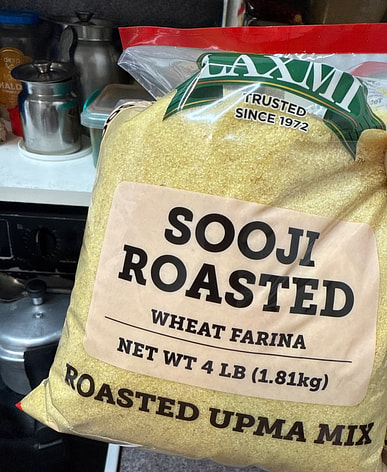 LAXMI
TRUSTED
SINCE 1972
SOOJI
ROASTED
WHEAT FARINA
NET WT 4 LB (1.81kg)
ROASTED UPMA MIX